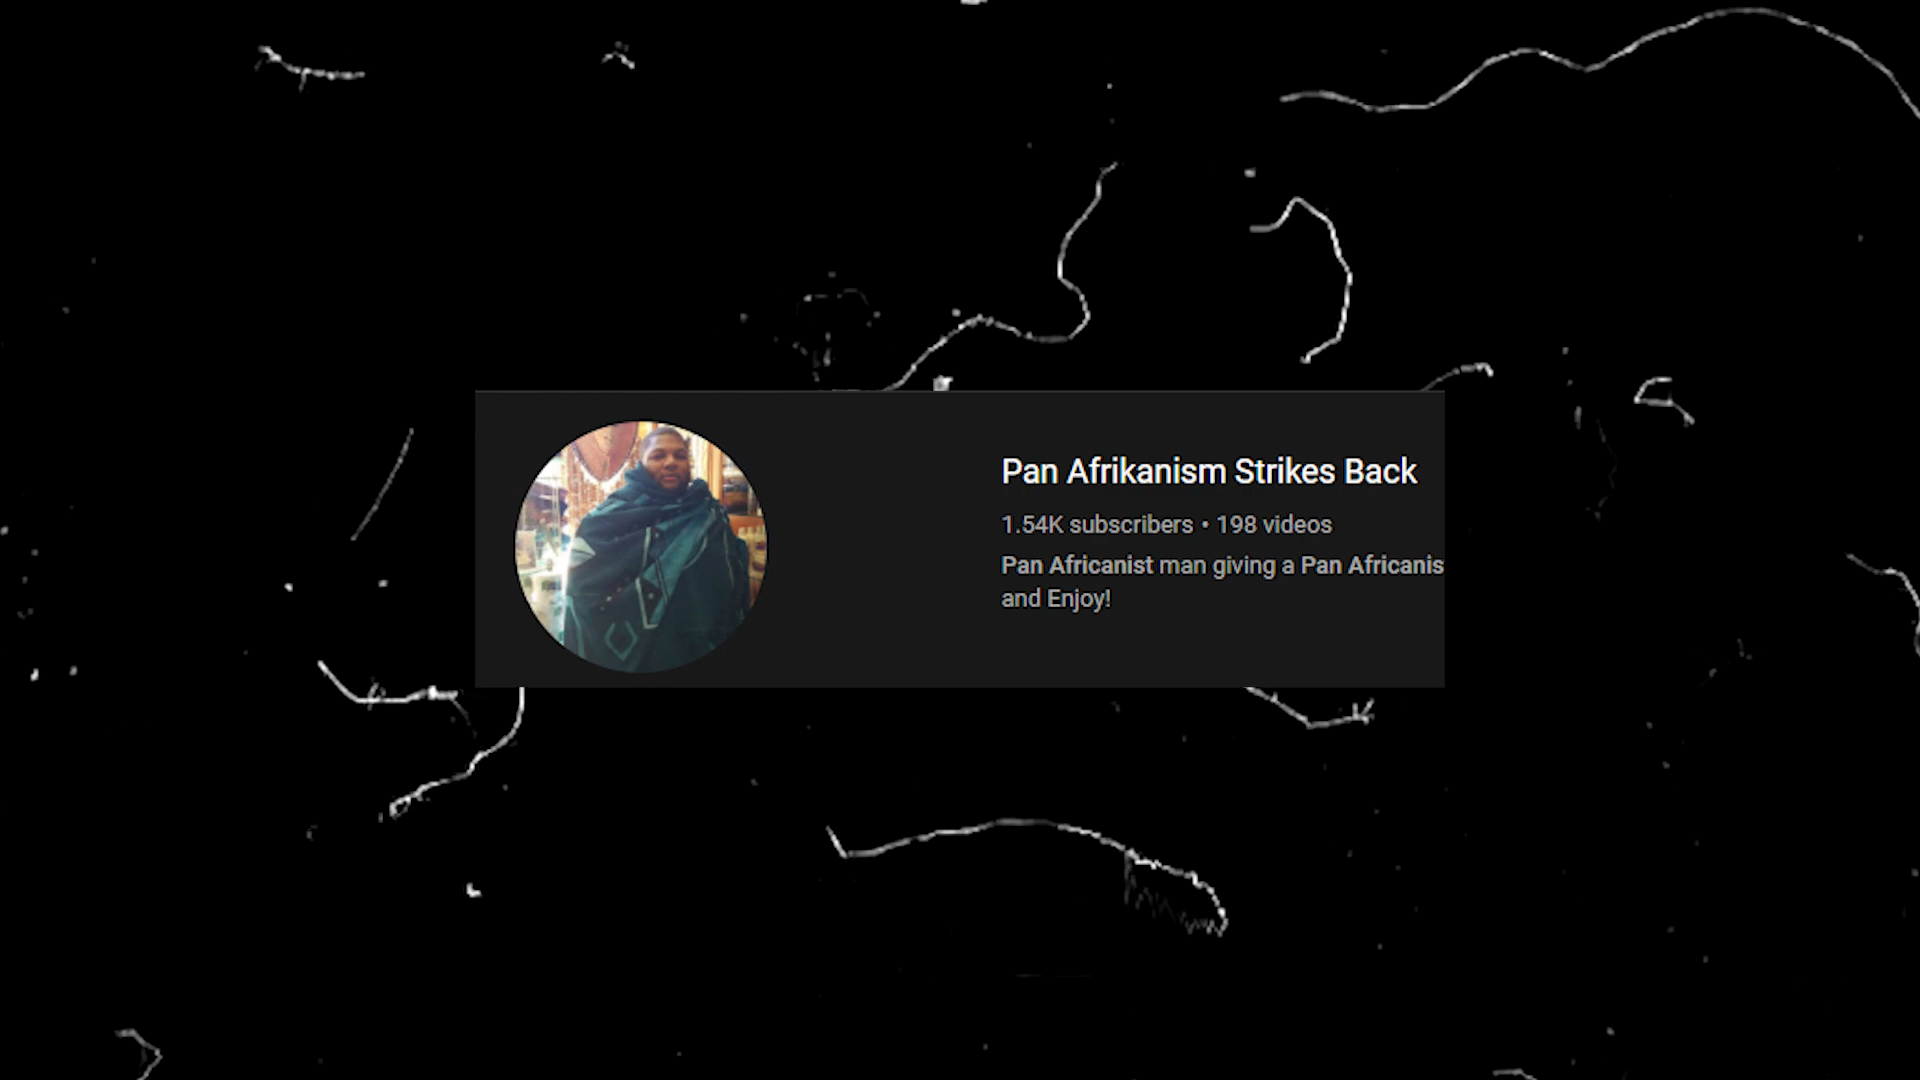 Pan Afrikanism Strikes Back
1.54K subscribers • 198 videos
Pan Africanist man giving a Pan Africanis
and Enjoy!